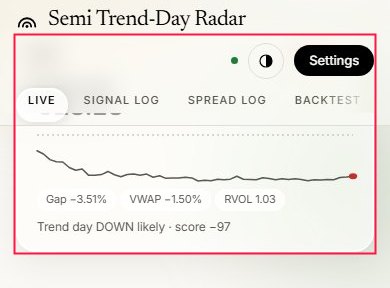 Semi Trend-Day Radar
Settings
LIVE SIGNAL LOG SPREAD LOG BACKTEST
Gap −3.51% VWAP −1.50% RVOL 1.03
Trend day DOWN likely · score −97